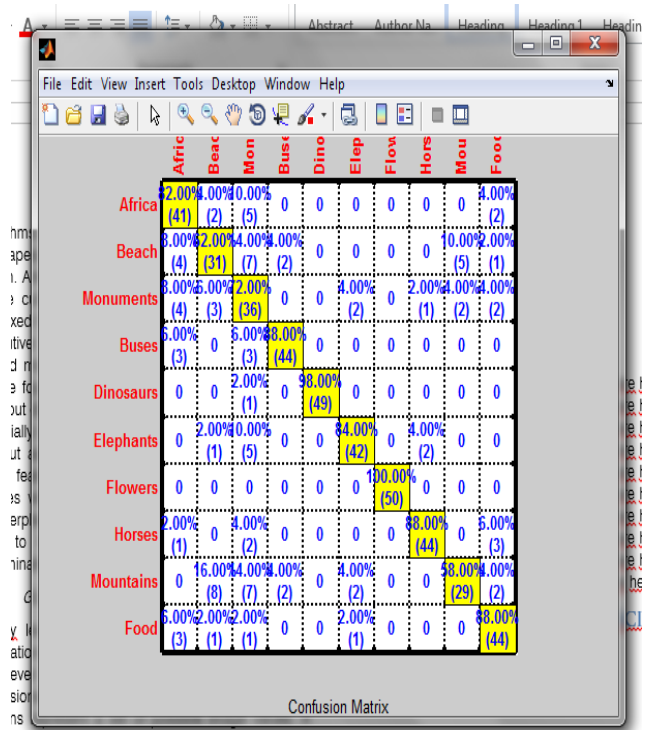 Abstract Author Na Heading Heading 1 Headin
File Edit View Insert Tools Desktop Window Help
Afric Beac Mon Buse Dino Elep Flow Hors Mou Food
Africa 82.00% 4.00% 10.00% 0 0 0 0 0 0 4.00%
(41) (2) (5) (2)
Beach 8.00% 62.00% 14.00% 4.00% 0 0 0 0 10.00% 2.00%
(4) (31) (7) (2) (5) (1)
Monuments 8.00% 6.00% 72.00% 0 0 4.00% 0 2.00% 4.00% 4.00%
(4) (3) (36) (2) (1) (2) (2)
Buses 6.00% 0 6.00% 88.00% 0 0 0 0 0 0
(3) (3) (44)
Dinosaurs 0 0 2.00% 0 98.00% 0 0 0 0 0
(1) (49)
Elephants 0 2.00% 10.00% 0 0 84.00% 0 4.00% 0 0
(1) (5) (42) (2)
Flowers 0 0 0 0 0 0 100.00% 0 0 0
(50)
Horses 2.00% 0 4.00% 0 0 0 0 88.00% 0 6.00%
(1) (2) (44) (3)
Mountains 0 16.00% 14.00% 4.00% 0 4.00% 0 0 58.00% 4.00%
(8) (7) (2) (2) (29) (2)
Food 6.00% 2.00% 2.00% 0 0 2.00% 0 0 0 88.00%
(3) (1) (1) (1) (44)
Confusion Matrix